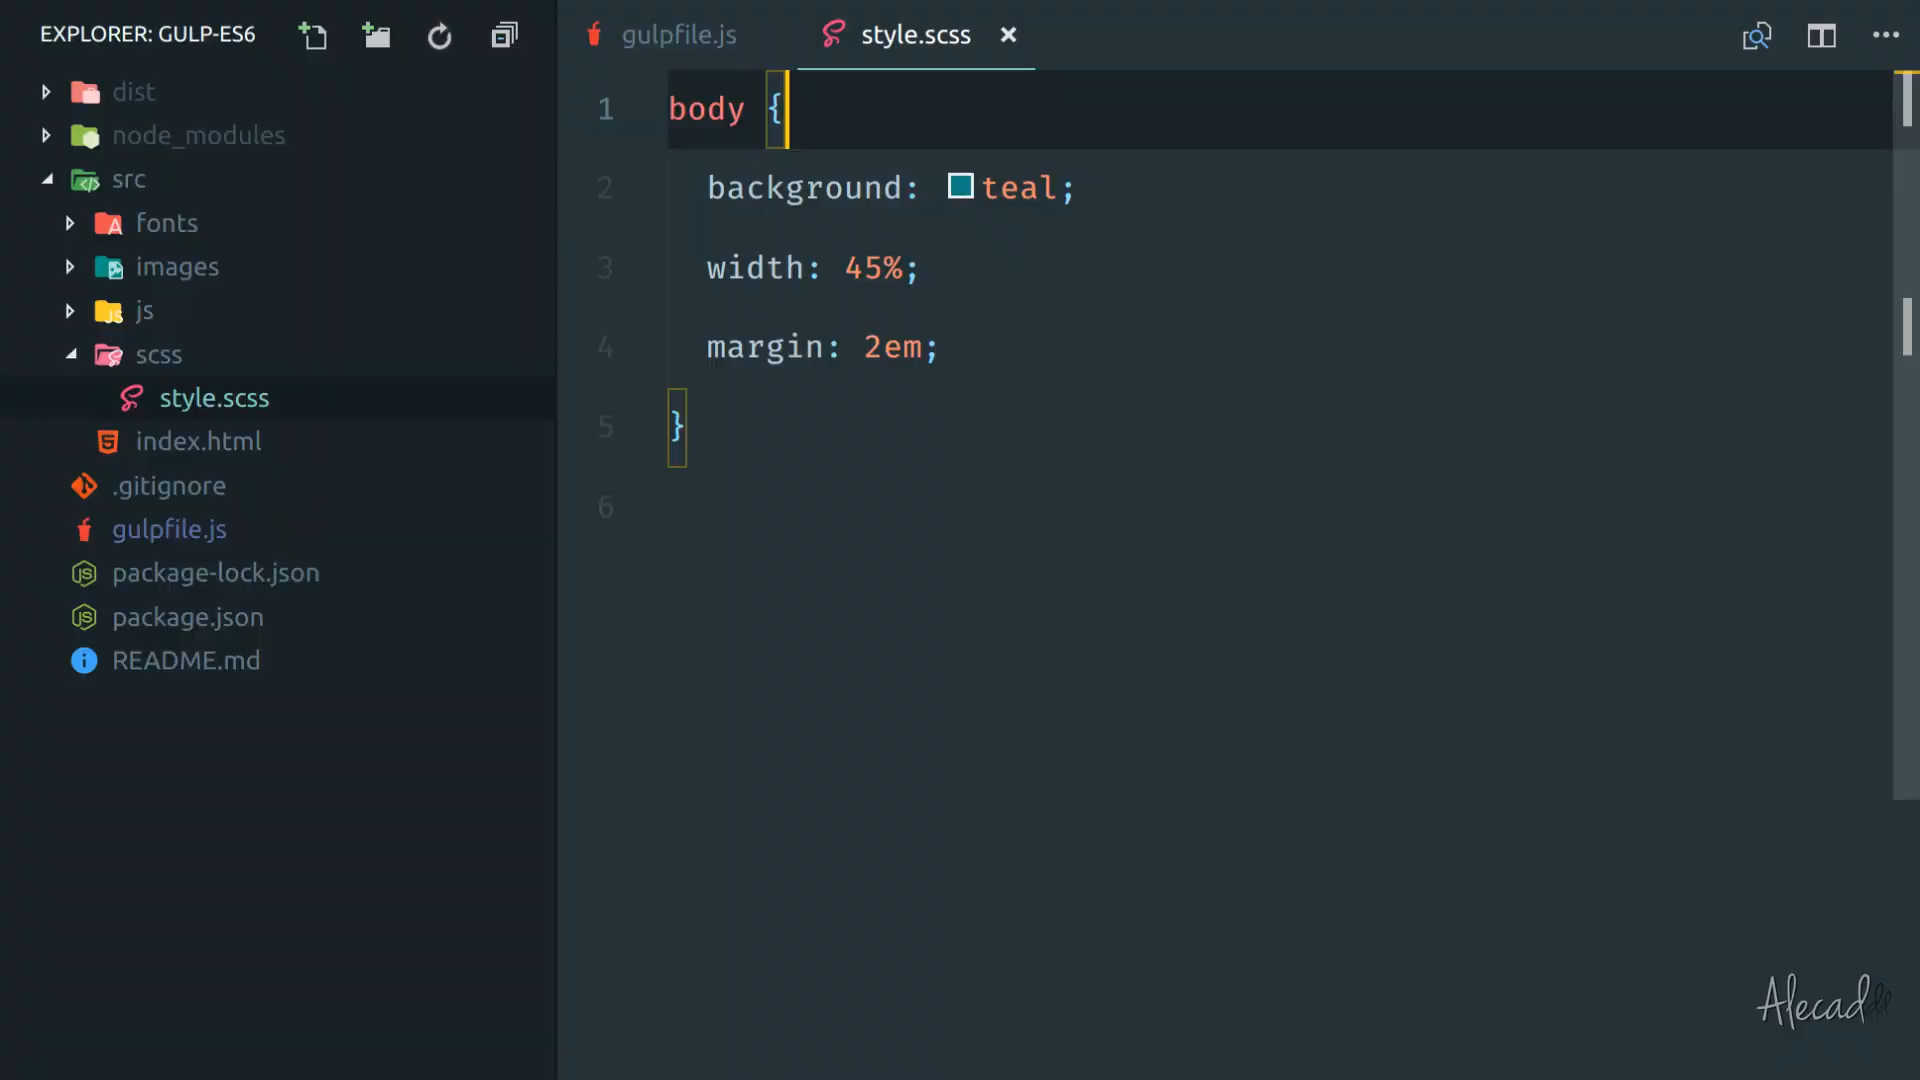 EXPLORER: GULP-ES6
dist
node_modules
src
fonts
images
js
scss
style.scss
index.html
.gitignore
gulpfile.js
package-lock.json
package.json
README.md
gulpfile.js
style.scss
1 body {
2 background: teal;
3 width: 45%;
4 margin: 2em;
5 }
6
Alecad